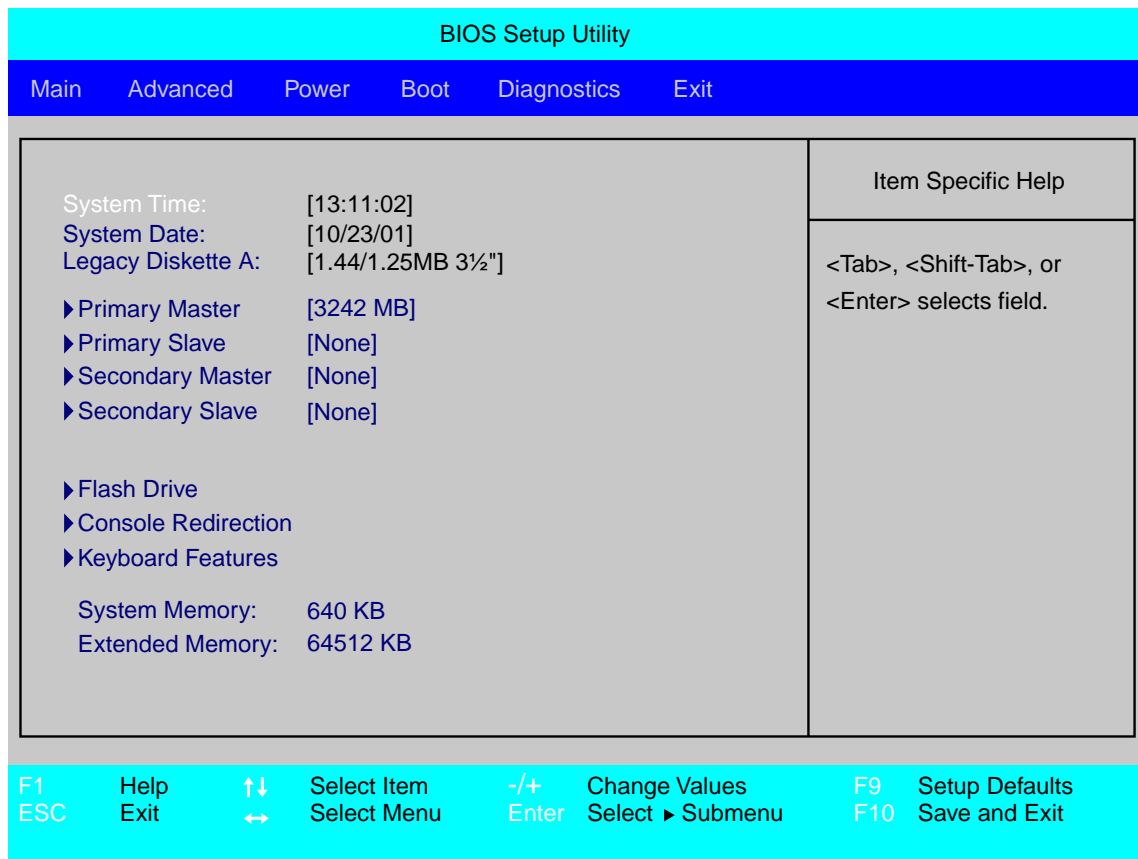 BIOS Setup Utility
Main Advanced Power Boot Diagnostics Exit
System Time: [13:11:02]
System Date: [10/23/01]
Legacy Diskette A: [1.44/1.25MB 3½"]
Primary Master [3242 MB]
Primary Slave [None]
Secondary Master [None]
Secondary Slave [None]
Flash Drive
Console Redirection
Keyboard Features
System Memory: 640 KB
Extended Memory: 64512 KB
Item Specific Help
<Tab>, <Shift-Tab>, or
<Enter> selects field.
F1 Help Select Item -/+ Change Values F9 Setup Defaults
ESC Exit Select Menu Enter Select Submenu F10 Save and Exit